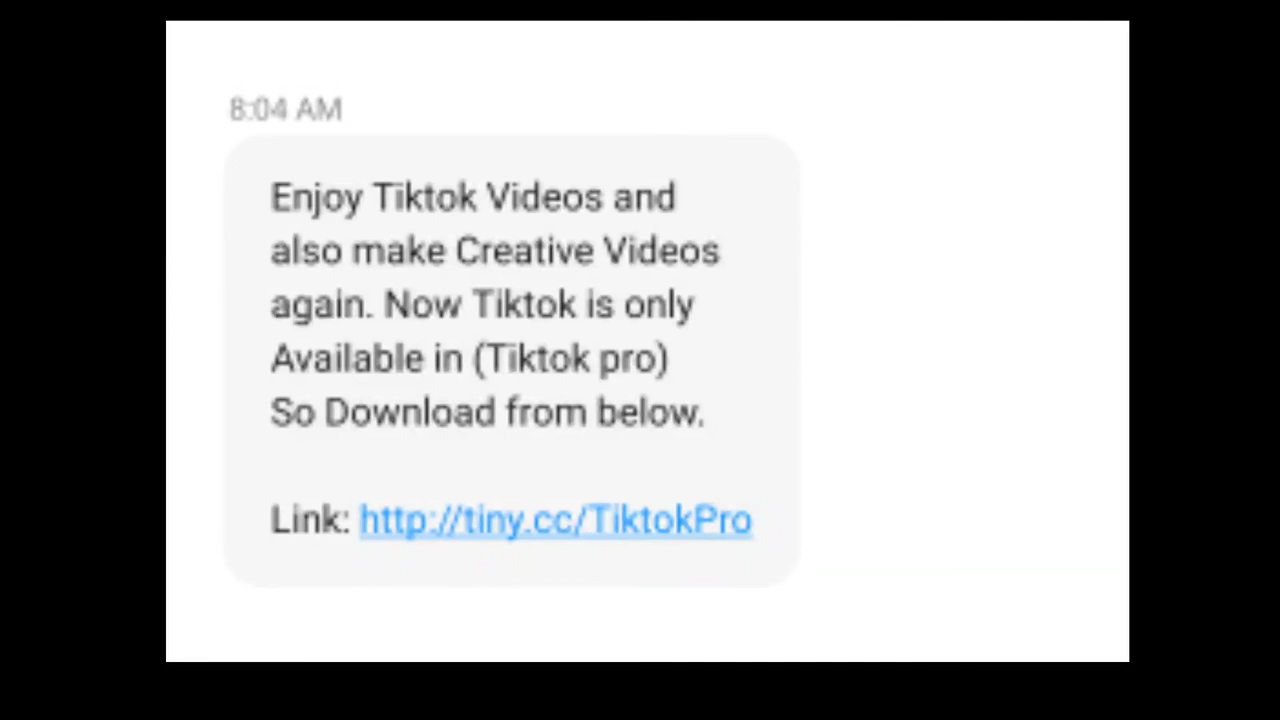 8:04 AM
Enjoy Tiktok Videos and
also make Creative Videos
again. Now Tiktok is only
Available in (Tiktok pro)
So Download from below.
Link: http://tiny.cc/TiktokPro